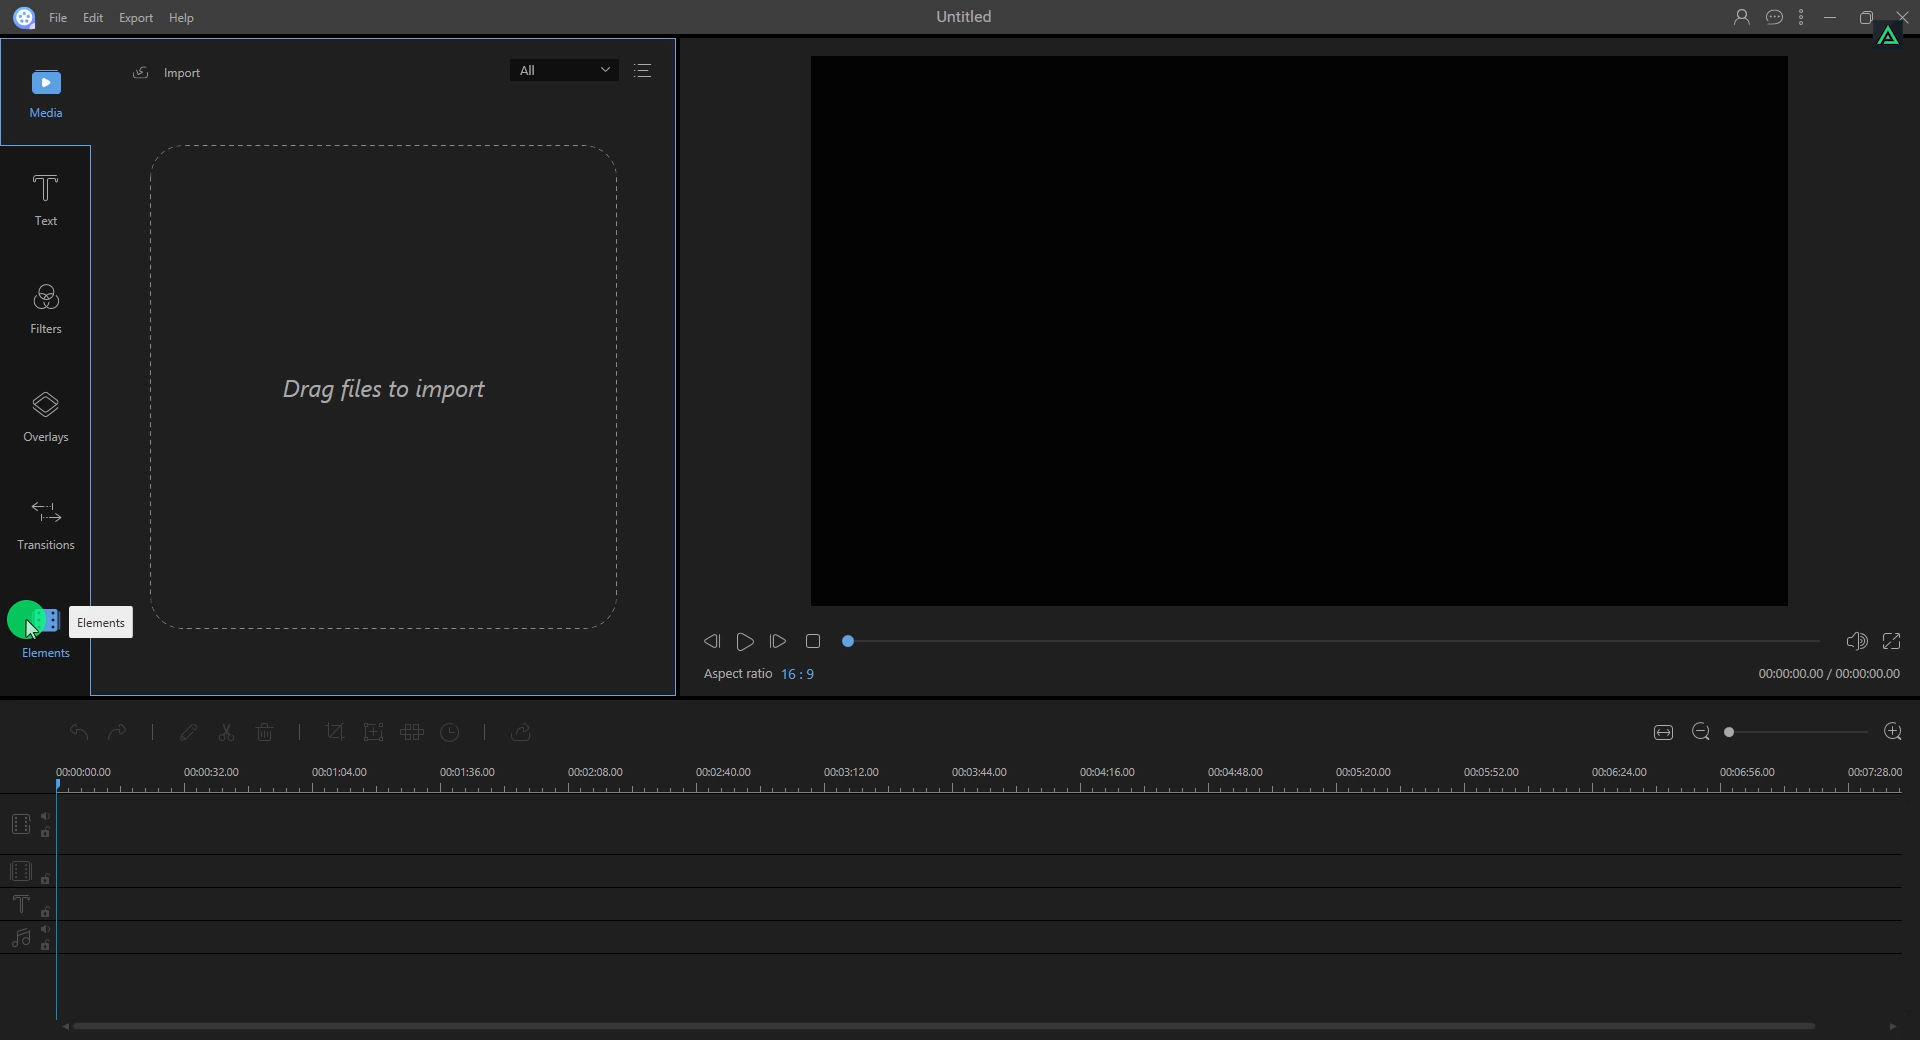 File Edit Export Help
Untitled
Import
All
Media
Text
Filters
Overlays
Transitions
Elements
Elements
Drag files to import
Aspect ratio 16 : 9
00:00:00.00 / 00:00:00.00
00:00:00.00 00:00:32.00 00:01:04.00 00:01:36.00 00:02:08.00 00:02:40.00 00:03:12.00 00:03:44.00 00:04:16.00 00:04:48.00 00:05:20.00 00:05:52.00 00:06:24.00 00:06:56.00 00:07:28.00